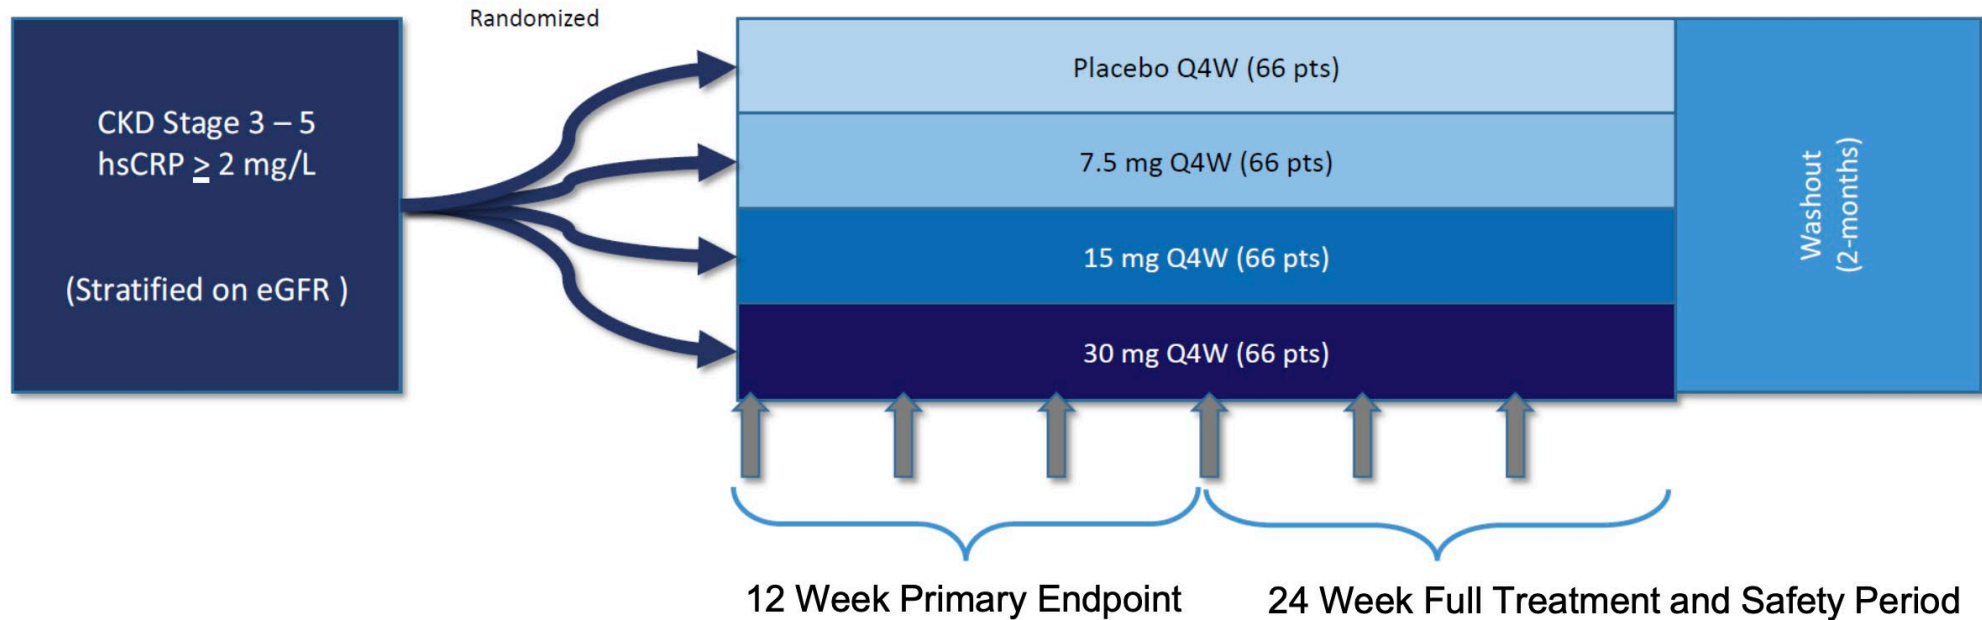 Randomized
CKD Stage 3 – 5
hsCRP ≥ 2 mg/L
(Stratified on eGFR )
Placebo Q4W (66 pts)
7.5 mg Q4W (66 pts)
15 mg Q4W (66 pts)
30 mg Q4W (66 pts)
Washout
(2-months)
12 Week Primary Endpoint
24 Week Full Treatment and Safety Period